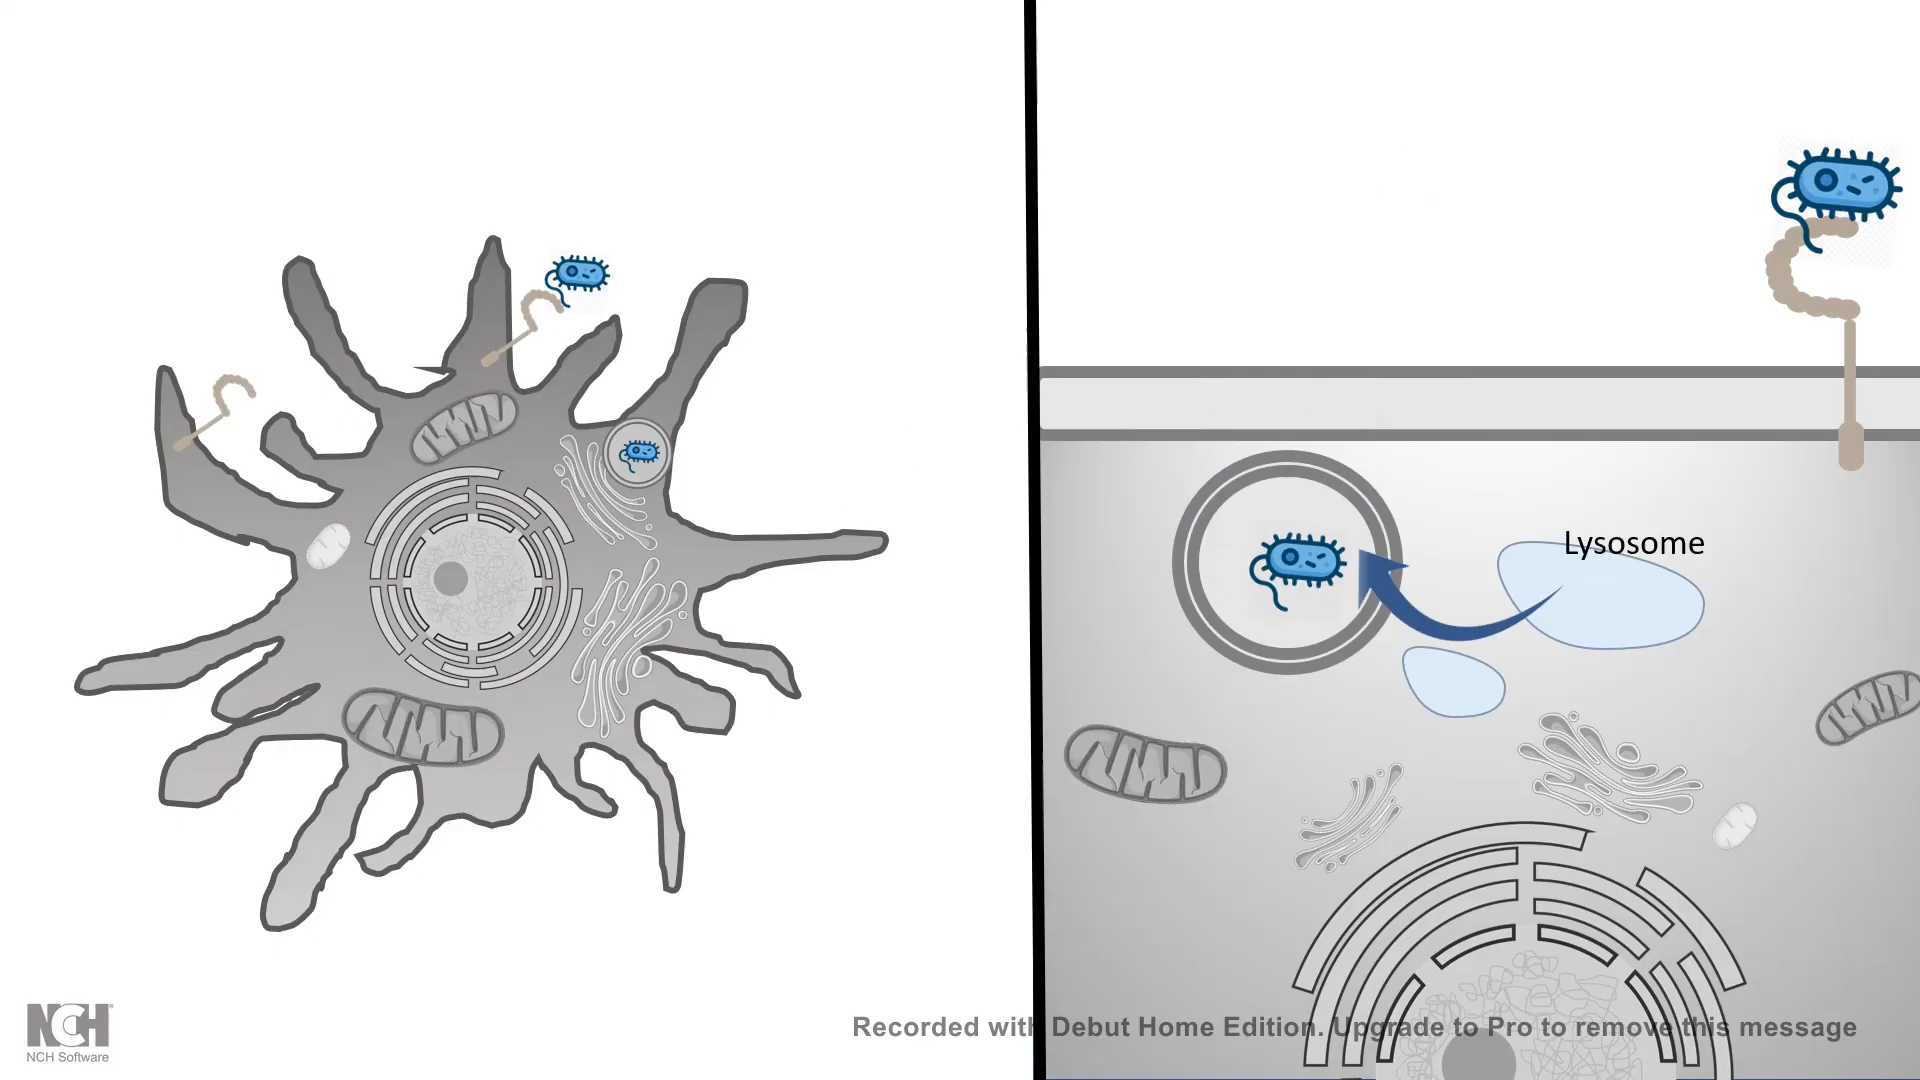 Lysosome
NCH
NCH Software
Recorded with Debut Home Edition. Upgrade to Pro to remove this message